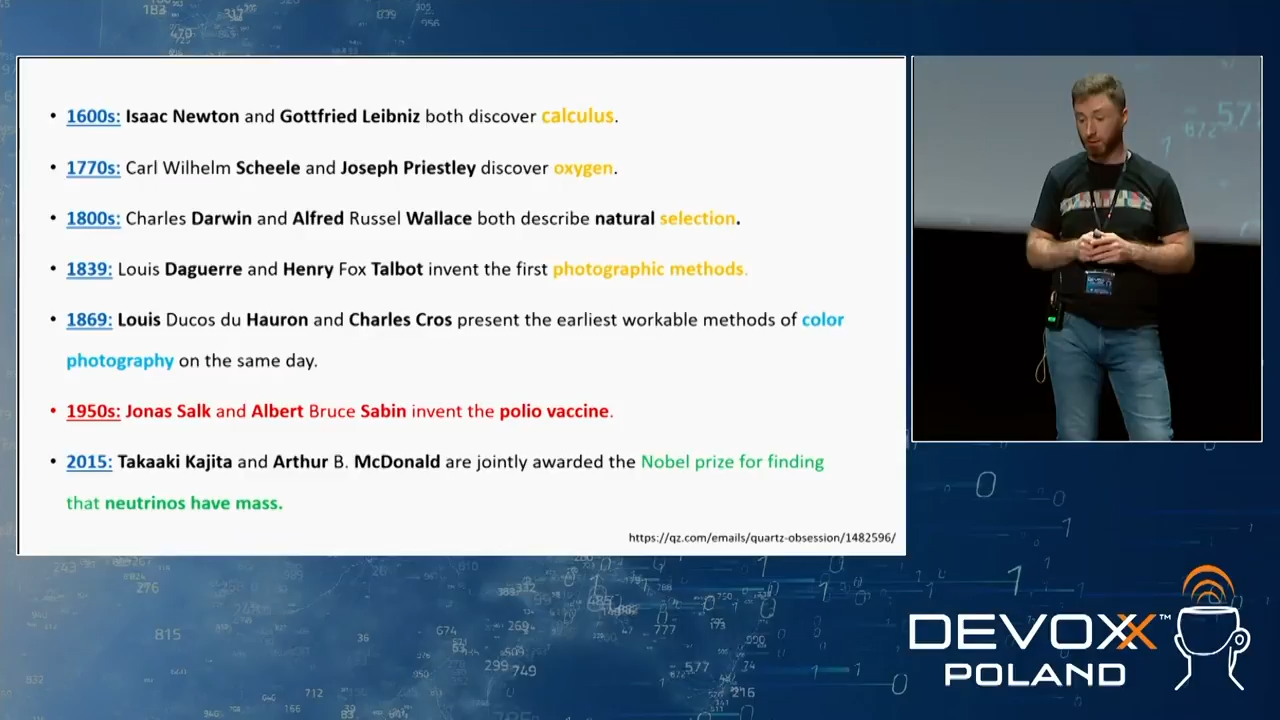 • 1600s: Isaac Newton and Gottfried Leibniz both discover calculus.
• 1770s: Carl Wilhelm Scheele and Joseph Priestley discover oxygen.
• 1800s: Charles Darwin and Alfred Russel Wallace both describe natural selection.
• 1839: Louis Daguerre and Henry Fox Talbot invent the first photographic methods.
• 1869: Louis Ducos du Hauron and Charles Cros present the earliest workable methods of color
photography on the same day.
• 1950s: Jonas Salk and Albert Bruce Sabin invent the polio vaccine.
• 2015: Takaaki Kajita and Arthur B. McDonald are jointly awarded the Nobel prize for finding
that neutrinos have mass.
https://qz.com/emails/quartz-obsession/1482596/
DEVOXX™
POLAND